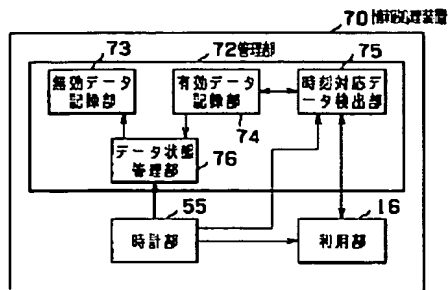 70 情報処理装置
72 管理部
73
75
無効データ
記録部
有効データ
記録部
時刻対応デ
ータ検出部
74
データ状態
管理部
76
55
16
時計部
利用部